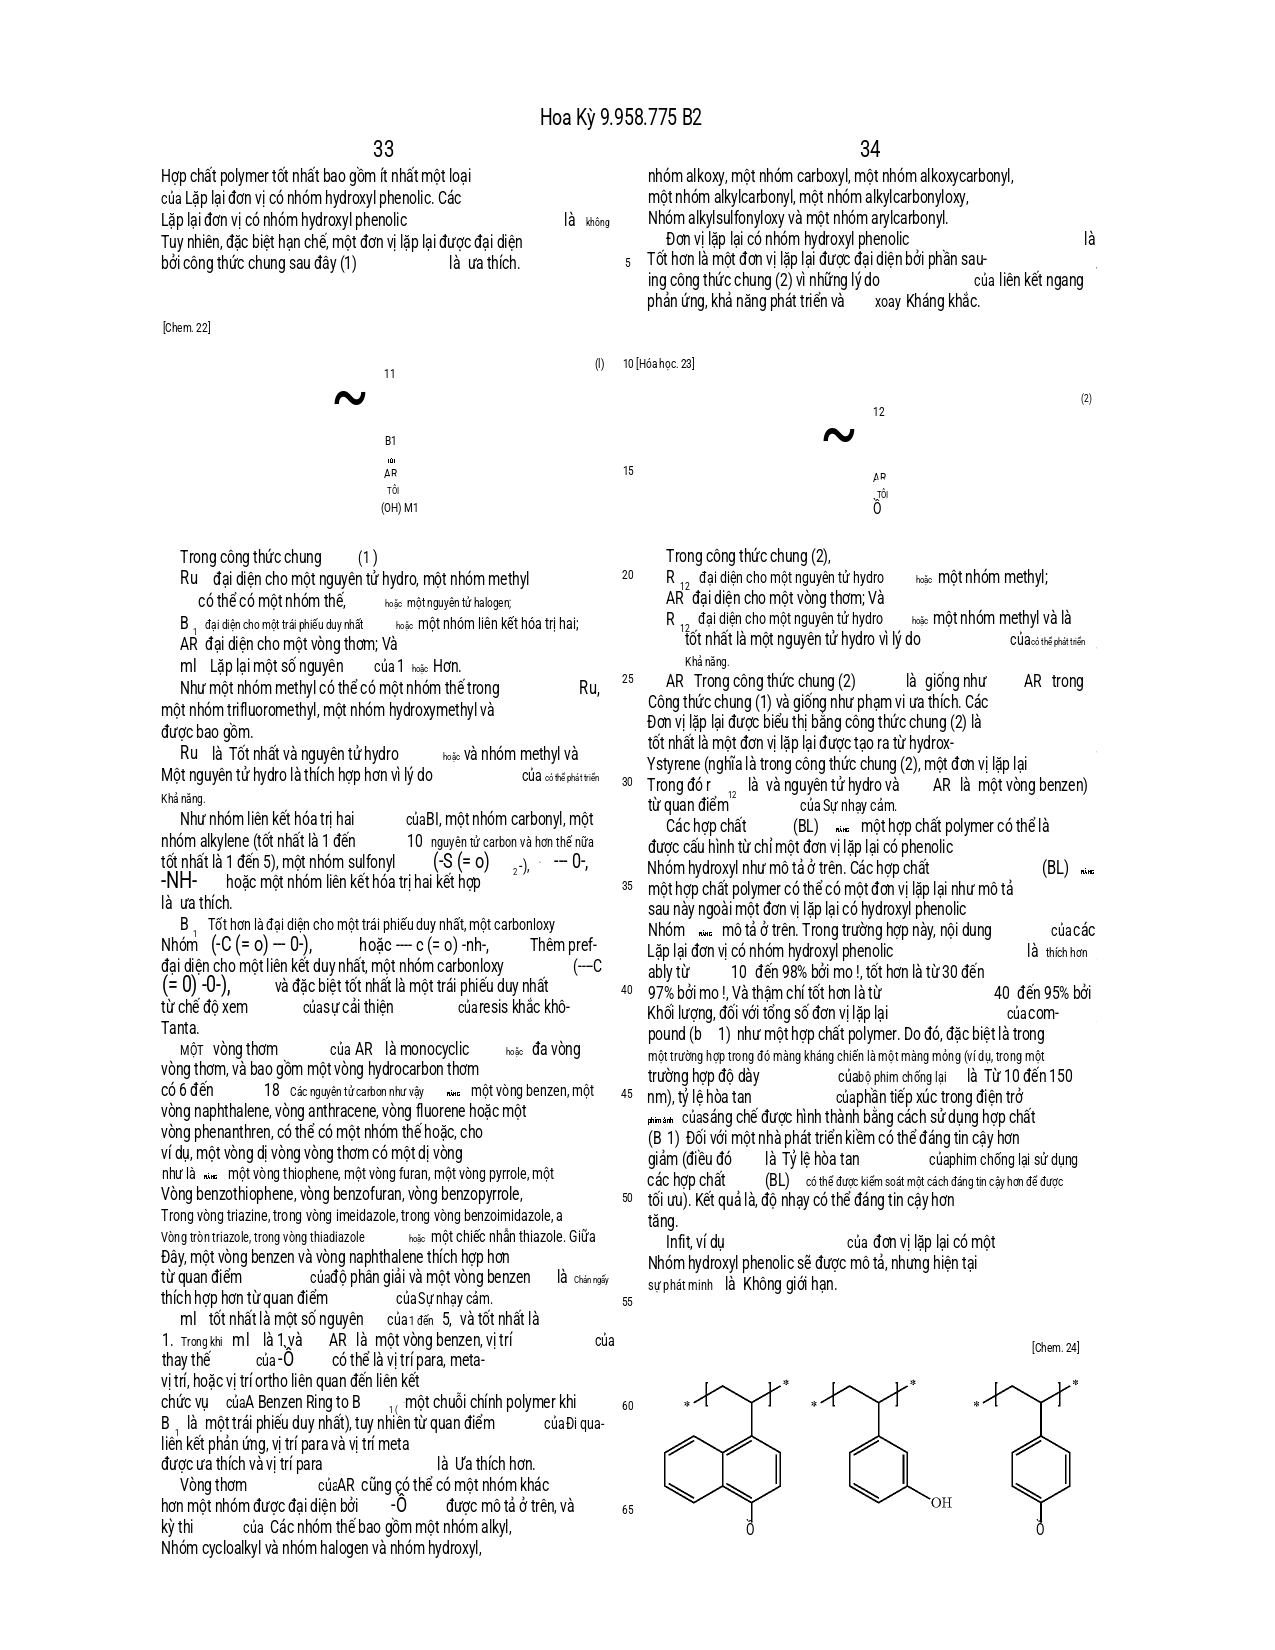 Hoa Kỳ 9.958.775 B2
33
Hợp chất polymer tốt nhất bao gồm ít nhất một loại
của Lặp lại đơn vị có nhóm hydroxyl phenolic. Các
Lặp lại đơn vị có nhóm hydroxyl phenolic là không
Tuy nhiên, đặc biệt hạn chế, một đơn vị lặp lại được đại diện
bởi công thức chung sau đây (1) là ưa thích.
[Chem. 22]
(l)
11
~
B1
AR
TÔI
(OH) M1
Trong công thức chung (1 )
Ru đại diện cho một nguyên tử hydro, một nhóm methyl
có thể có một nhóm thế, hoặc một nguyên tử halogen;
B 1 đại diện cho một trái phiếu duy nhất hoặc một nhóm liên kết hóa trị hai;
AR đại diện cho một vòng thơm; Và
ml Lặp lại một số nguyên của 1 hoặc Hơn.
Như một nhóm methyl có thể có một nhóm thế trong Ru,
một nhóm trifluoromethyl, một nhóm hydroxymethyl và
được bao gồm.
Ru là Tốt nhất và nguyên tử hydro hoặc và nhóm methyl và
Một nguyên tử hydro là thích hợp hơn vì lý do của có thể phát triển
Khả năng.
Như nhóm liên kết hóa trị hai của Bl, một nhóm carbonyl, một
nhóm alkylene (tốt nhất là 1 đến 10 nguyên tử carbon và hơn thế nữa
tốt nhất là 1 đến 5), một nhóm sulfonyl (-S (= o) 2 -), --- 0-,
-NH- hoặc một nhóm liên kết hóa trị hai kết hợp
là ưa thích.
B 1 Tốt hơn là đại diện cho một trái phiếu duy nhất, một carbonloxy
Nhóm (-C (= o) --- 0-), hoặc ---- c (= o) -nh-, Thêm pref-
đại diện cho một liên kết duy nhất, một nhóm carbonloxy (----C
(= 0) -0-), và đặc biệt tốt nhất là một trái phiếu duy nhất
từ chế độ xem của sự cải thiện của resis khắc khô-
Tanta.
MỘT vòng thơm của AR là monocyclic hoặc đa vòng
vòng thơm, và bao gồm một vòng hydrocarbon thơm
có 6 đến 18 Các nguyên tử carbon như vậy RẰNG một vòng benzen, một
vòng naphthalene, vòng anthracene, vòng fluorene hoặc một
vòng phenanthren, có thể có một nhóm thế hoặc, cho
ví dụ, một vòng dị vòng vòng thơm có một dị vòng
như là RẰNG một vòng thiophene, một vòng furan, một vòng pyrrole, một
Vòng benzothiophene, vòng benzofuran, vòng benzopyrrole,
Trong vòng triazine, trong vòng imeidazole, trong vòng benzoimidazole, a
Vòng tròn triazole, trong vòng thiadiazole hoặc một chiếc nhẫn thiazole. Giữa
Đây, một vòng benzen và vòng naphthalene thích hợp hơn
từ quan điểm của độ phân giải và một vòng benzen là Chán ngấy
thích hợp hơn từ quan điểm của Sự nhạy cảm.
ml tốt nhất là một số nguyên của 1 đến 5, và tốt nhất là
1. Trong khi ml là 1 và AR là một vòng benzen, vị trí của
thay thế của -Ồ có thể là vị trí para, meta-
vị trí, hoặc vị trí ortho liên quan đến liên kết
chức vụ của A Benzen Ring to B 1 ( một chuỗi chính polymer khi
B 1 là một trái phiếu duy nhất), tuy nhiên từ quan điểm của Đi qua-
liên kết phản ứng, vị trí para và vị trí meta
được ưa thích và vị trí para là Ưa thích hơn.
Vòng thơm của AR cũng có thể có một nhóm khác
hơn một nhóm được đại diện bởi -Ồ được mô tả ở trên, và
kỳ thi của Các nhóm thế bao gồm một nhóm alkyl,
Nhóm cycloalkyl và nhóm halogen và nhóm hydroxyl,
5
10
15
20
25
30
35
40
45
50
55
60
65
34
nhóm alkoxy, một nhóm carboxyl, một nhóm alkoxycarbonyl,
một nhóm alkylcarbonyl, một nhóm alkylcarbonyloxy,
Nhóm alkylsulfonyloxy và một nhóm arylcarbonyl.
Đơn vị lặp lại có nhóm hydroxyl phenolic là
Tốt hơn là một đơn vị lặp lại được đại diện bởi phần sau-
ing công thức chung (2) vì những lý do của liên kết ngang
phản ứng, khả năng phát triển và xoay Kháng khắc.
[Hóa học. 23]
(2)
12
~
AR
TÔI
Ồ
Trong công thức chung (2),
R 12 đại diện cho một nguyên tử hydro hoặc một nhóm methyl;
AR đại diện cho một vòng thơm; Và
R 12 đại diện cho một nguyên tử hydro hoặc một nhóm methyl và là
tốt nhất là một nguyên tử hydro vì lý do của có thể phát triển
Khả năng.
AR Trong công thức chung (2) là giống như AR trong
Công thức chung (1) và giống như phạm vi ưa thích. Các
Đơn vị lặp lại được biểu thị bằng công thức chung (2) là
tốt nhất là một đơn vị lặp lại được tạo ra từ hydrox-
Ystyrene (nghĩa là trong công thức chung (2), một đơn vị lặp lại
Trong đó r 12 là và nguyên tử hydro và AR là một vòng benzen)
từ quan điểm của Sự nhạy cảm.
Các hợp chất (BL) RẰNG một hợp chất polymer có thể là
được cấu hình từ chỉ một đơn vị lặp lại có phenolic
Nhóm hydroxyl như mô tả ở trên. Các hợp chất (BL) RẰNG
một hợp chất polymer có thể có một đơn vị lặp lại như mô tả
sau này ngoài một đơn vị lặp lại có hydroxyl phenolic
Nhóm RẰNG mô tả ở trên. Trong trường hợp này, nội dung của các
Lặp lại đơn vị có nhóm hydroxyl phenolic là thích hơn
ably từ 10 đến 98% bởi mo !, tốt hơn là từ 30 đến
97% bởi mo !, Và thậm chí tốt hơn là từ 40 đến 95% bởi
Khối lượng, đối với tổng số đơn vị lặp lại của com-
pound (b 1) như một hợp chất polymer. Do đó, đặc biệt là trong
một trường hợp trong đó màng kháng chiến là một màng mỏng (ví dụ, trong một
trường hợp độ dày của bộ phim chống lại là Từ 10 đến 150
nm), tỷ lệ hòa tan của phần tiếp xúc trong điện trở
phim ảnh của sáng chế được hình thành bằng cách sử dụng hợp chất
(B 1) Đối với một nhà phát triển kiềm có thể đáng tin cậy hơn
giảm (điều đó là Tỷ lệ hòa tan của phim chống lại sử dụng
các hợp chất (BL) có thể được kiểm soát một cách đáng tin cậy hơn để được
tối ưu). Kết quả là, độ nhạy có thể đáng tin cậy hơn
tăng.
Infit, ví dụ của đơn vị lặp lại có một
Nhóm hydroxyl phenolic sẽ được mô tả, nhưng hiện tại
sự phát minh là Không giới hạn.
[Chem. 24]
* * * * * *
OH
Ồ Ồ